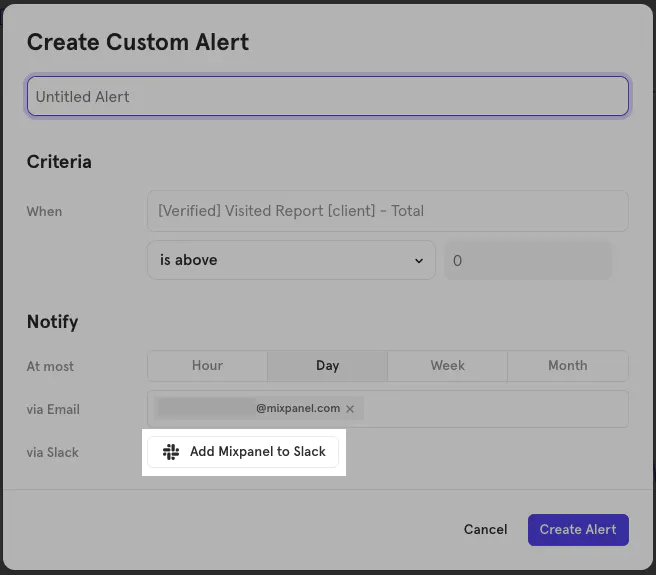 Create Custom Alert
Untitled Alert
Criteria
When
[Verified] Visited Report [client] – Total
is above
0
Notify
At most
Hour
Day
Week
Month
via Email
@mixpanel.com ×
via Slack
Add Mixpanel to Slack
Cancel
Create Alert